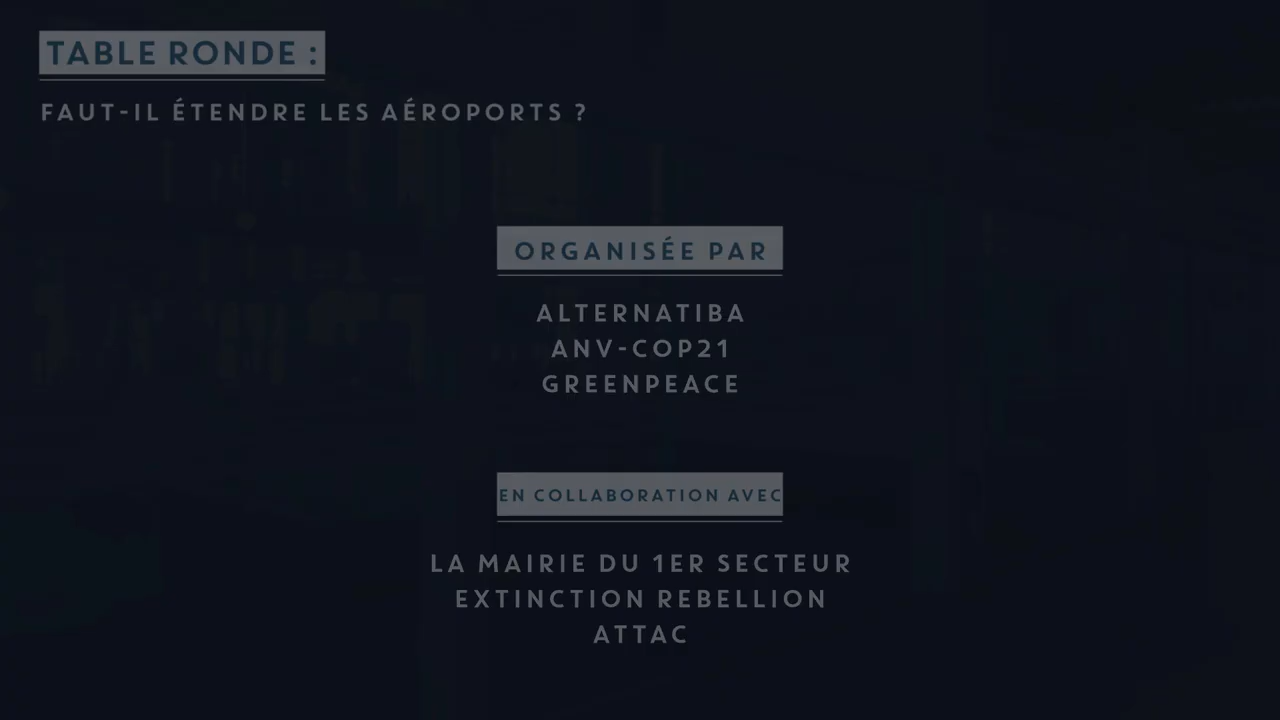 TABLE RONDE :
FAUT-IL ÉTENDRE LES AÉROPORTS ?
ORGANISÉE PAR
ALTERNATIBA
ANV-COP21
GREENPEACE
EN COLLABORATION AVEC
LA MAIRIE DU 1ER SECTEUR
EXTINCTION REBELLION
ATTAC